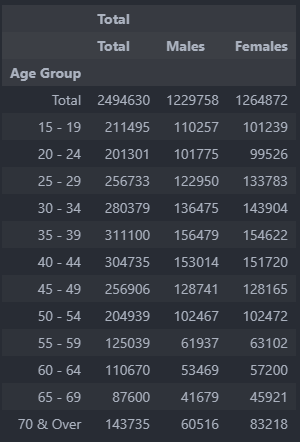 Total
Total Males Females
Age Group
Total 2494630 1229758 1264872
15 - 19 211495 110257 101239
20 - 24 201301 101775 99526
25 - 29 256733 122950 133783
30 - 34 280379 136475 143904
35 - 39 311100 156479 154622
40 - 44 304735 153014 151720
45 - 49 256906 128741 128165
50 - 54 204939 102467 102472
55 - 59 125039 61937 63102
60 - 64 110670 53469 57200
65 - 69 87600 41679 45921
70 & Over 143735 60516 83218